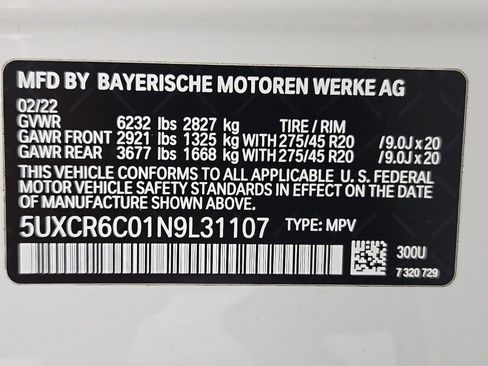 MFD BY BAYERISCHE MOTOREN WERKE AG
02/22
GVWR 6232 lbs 2827 kg TIRE / RIM
GAWR FRONT 2921 lbs 1325 kg WITH 275/45 R20 / 9.0J x 20
GAWR REAR 3677 lbs 1668 kg WITH 275/45 R20 / 9.0J x 20
THIS VEHICLE CONFORMS TO ALL APPLICABLE U. S. FEDERAL
MOTOR VEHICLE SAFETY STANDARDS IN EFFECT ON THE DATE
OF MANUFACTURE SHOWN ABOVE.
5UXCR6C01N9L31107 TYPE: MPV
300U
7 320 729